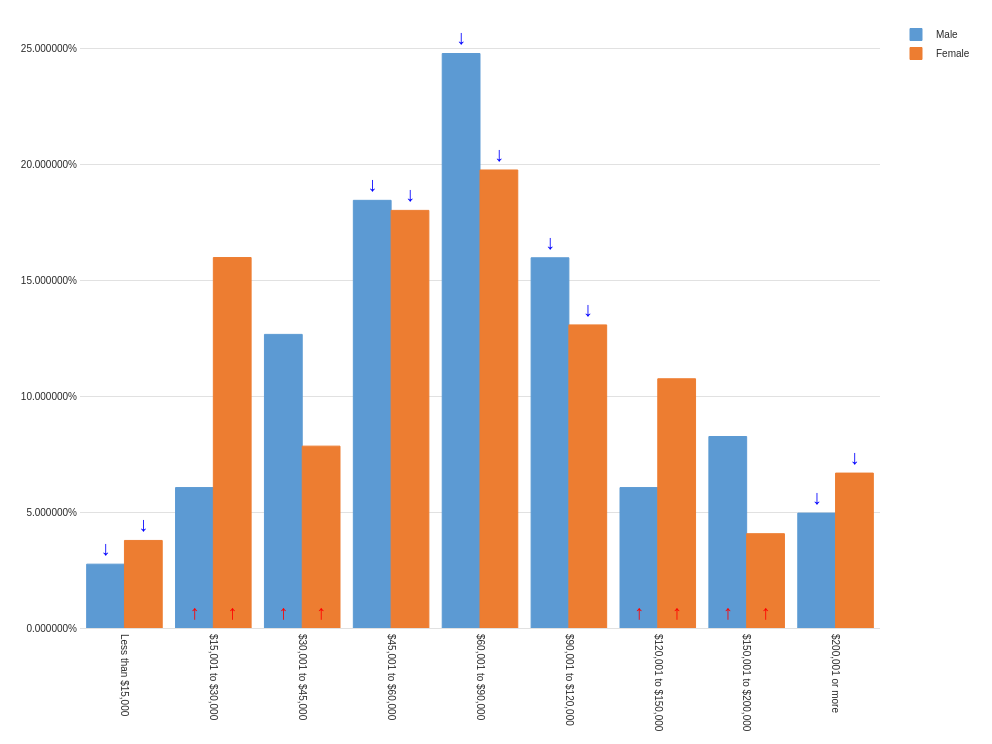 Male
Female
25.000000%
20.000000%
15.000000%
10.000000%
5.000000%
0.000000%
Less than $15,000
$15,001 to $30,000
$30,001 to $45,000
$45,001 to $60,000
$60,001 to $90,000
$90,001 to $120,000
$120,001 to $150,000
$150,001 to $200,000
$200,001 or more